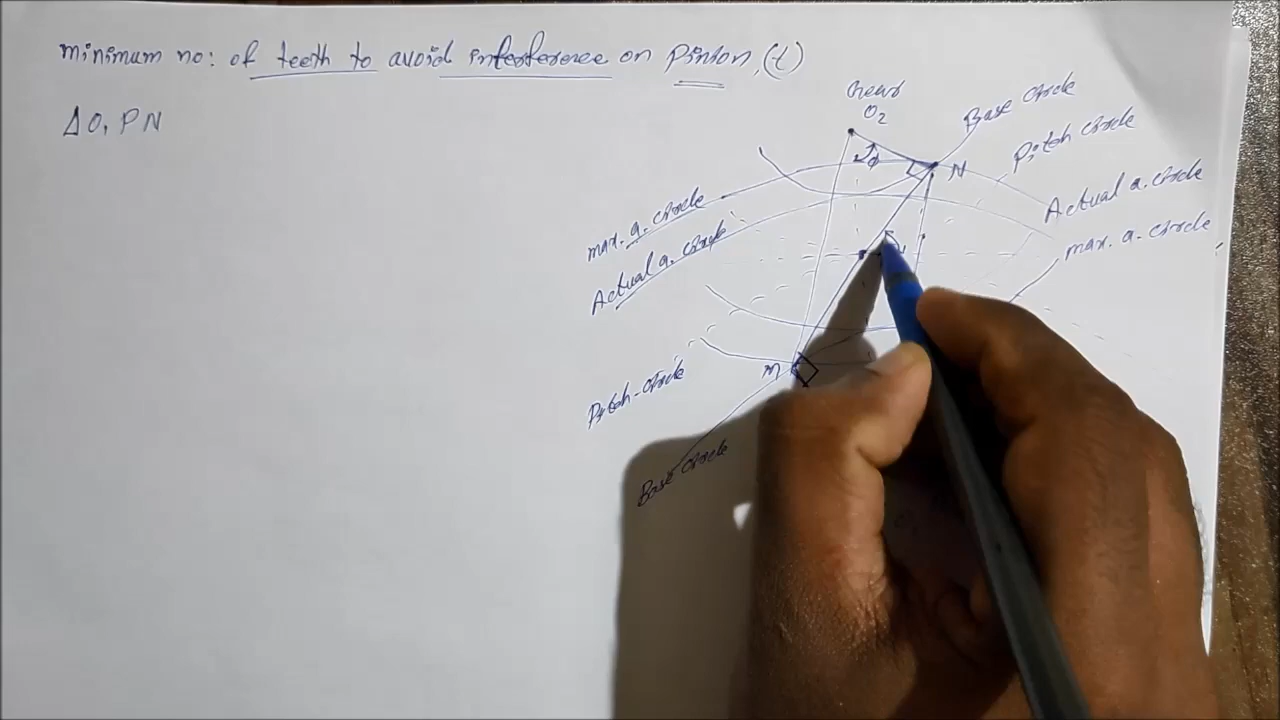 minimum no: of teeth to avoid interference on Pinion, (t)
Δ O, PN
Gear
O2
Base Circle
Pitch Circle
φ
N
Actual a. Circle
max. a. Circle
max. a. Circle
Actual a. Circle
m
Pitch-Circle
Base Circle